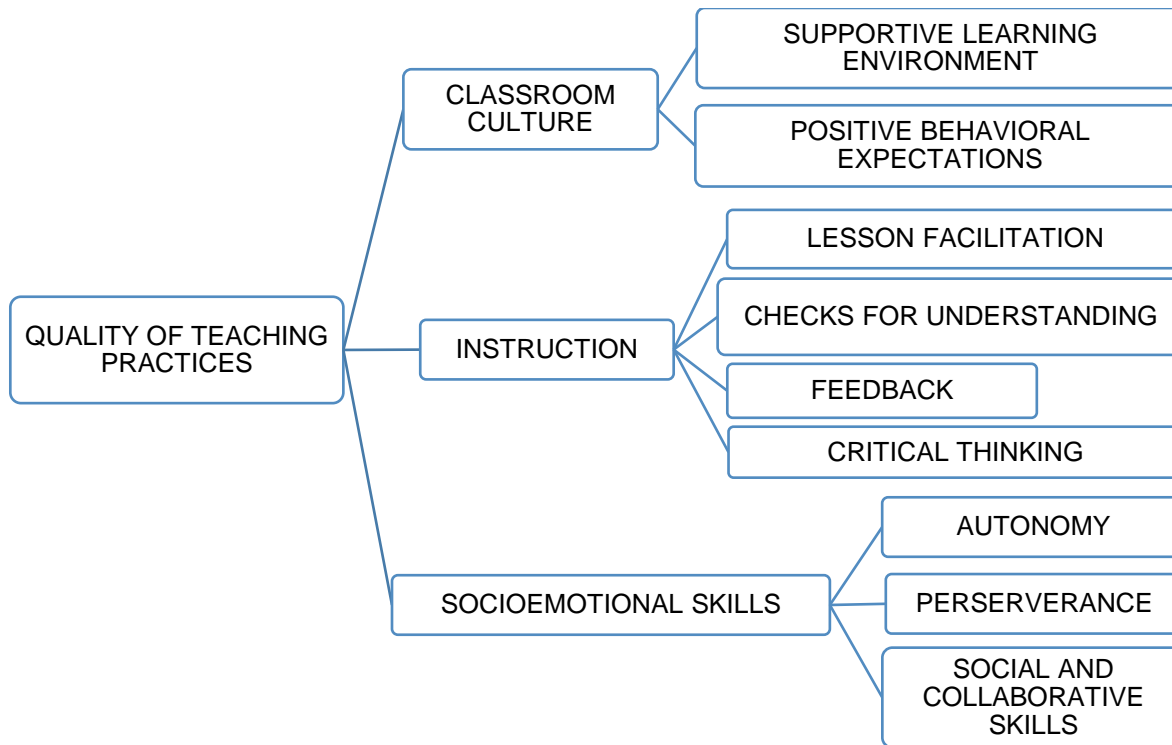 QUALITY OF TEACHING
PRACTICES
CLASSROOM
CULTURE
SUPPORTIVE LEARNING
ENVIRONMENT
POSITIVE BEHAVIORAL
EXPECTATIONS
INSTRUCTION
LESSON FACILITATION
CHECKS FOR UNDERSTANDING
FEEDBACK
CRITICAL THINKING
SOCIOEMOTIONAL SKILLS
AUTONOMY
PERSERVERANCE
SOCIAL AND
COLLABORATIVE
SKILLS